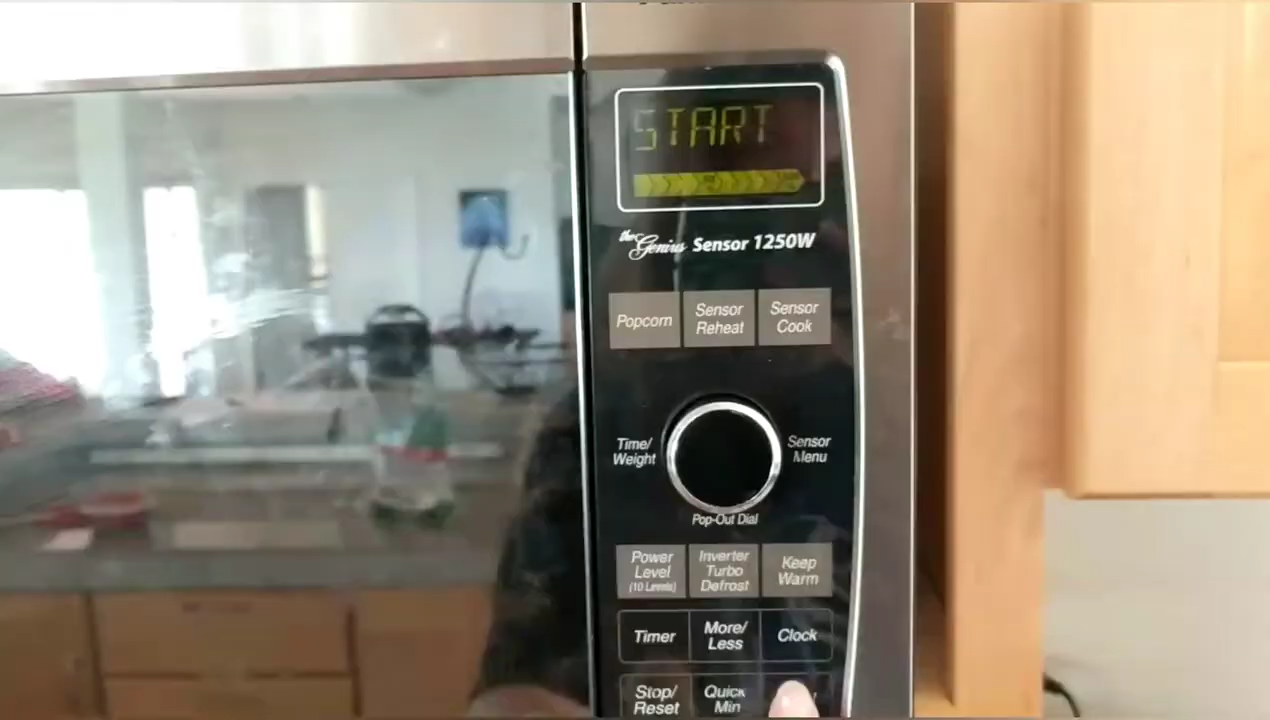 START
the Genius Sensor 1250W
Popcorn
Sensor
Reheat
Sensor
Cook
Time/
Weight
Sensor
Menu
Pop-Out Dial
Power
Level
(10 Levels)
Inverter
Turbo
Defrost
Keep
Warm
Timer
More/
Less
Clock
Stop/
Reset
Quick
Min